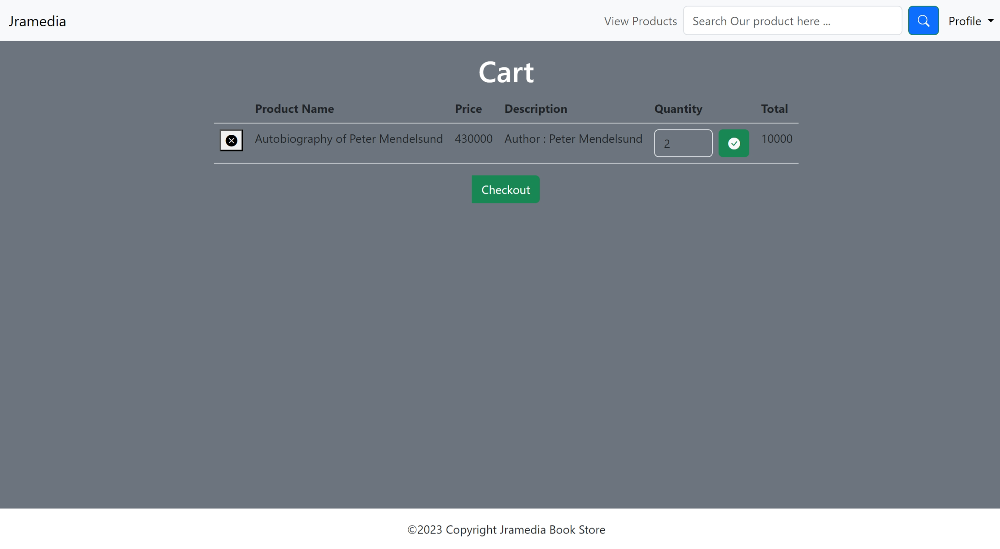 Jramedia View Products Search Our product here ... Profile
Cart
Product Name Price Description Quantity Total
Autobiography of Peter Mendelsund 430000 Author : Peter Mendelsund 2 10000
Checkout
©2023 Copyright Jramedia Book Store